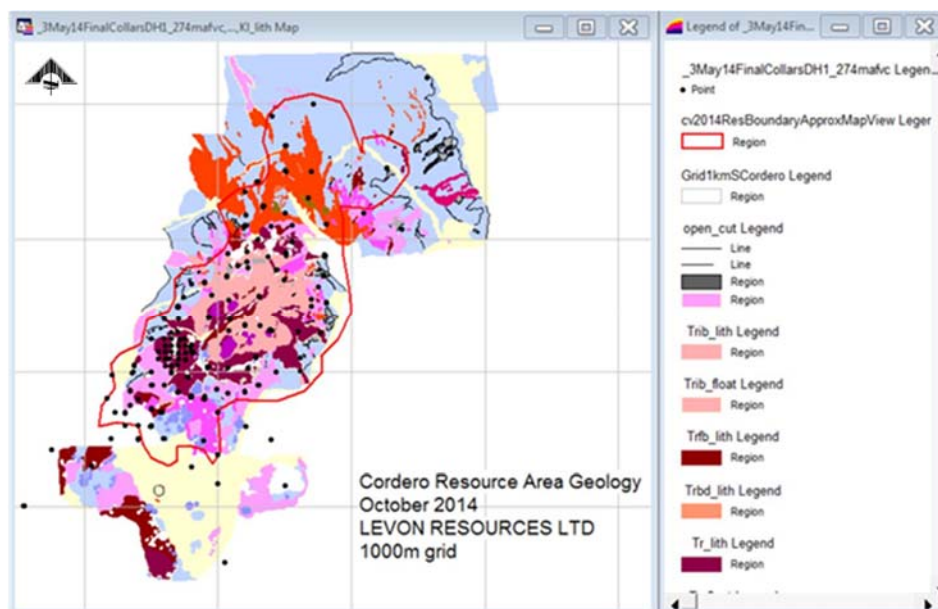 _3May14FinalCollarsDH1_274mafvc,...,KI_lith Map
Cordero Resource Area Geology
October 2014
LEVON RESOURCES LTD
1000m grid
Legend of _3May14Fin...
_3May14FinalCollarsDH1_274mafvc Legen...
Point
cv2014ResBoundaryApproxMapView Legen
Region
Grid1kmSCordero Legend
Region
open_cut Legend
Line
Line
Region
Region
Trib_lith Legend
Region
Trib_float Legend
Region
Trfb_lith Legend
Region
Trbd_lith Legend
Region
Tr_lith Legend
Region